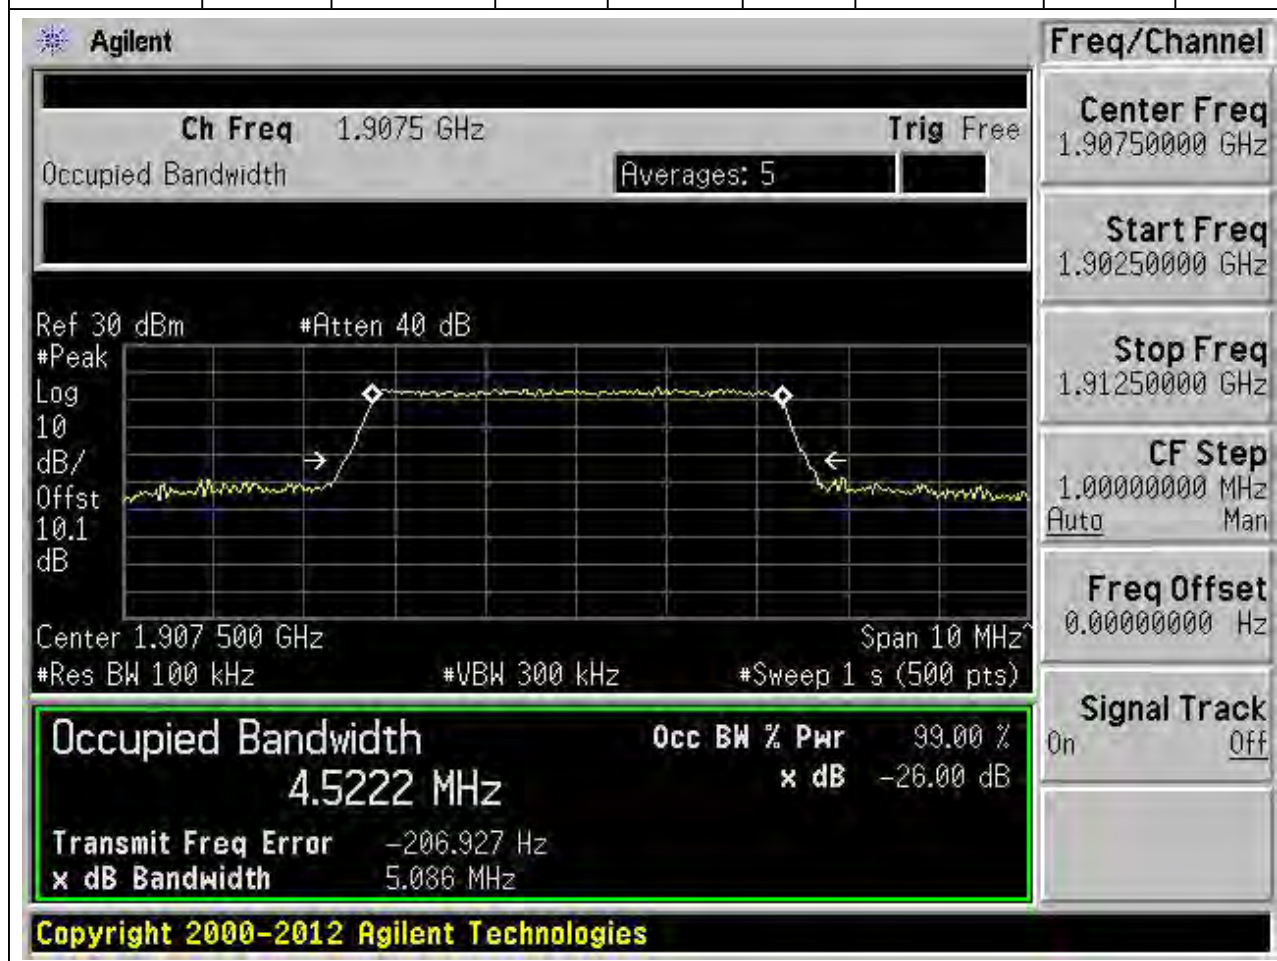 Agilent
Freq/Channel
Ch Freq 1.9075 GHz Trig Free
Occupied Bandwidth Averages: 5
Center Freq
1.90750000 GHz
Start Freq
1.90250000 GHz
Stop Freq
1.91250000 GHz
CF Step
1.00000000 MHz
Auto Man
Freq Offset
0.00000000 Hz
Signal Track
On Off
Ref 30 dBm #Atten 40 dB
#Peak
Log
10
dB/
Offst
10.1
dB
Center 1.907 500 GHz Span 10 MHz^
#Res BW 100 kHz #VBW 300 kHz #Sweep 1 s (500 pts)
Occupied Bandwidth Occ BW % Pwr 99.00 %
4.5222 MHz x dB -26.00 dB
Transmit Freq Error -206.927 Hz
x dB Bandwidth 5.086 MHz
Copyright 2000-2012 Agilent Technologies